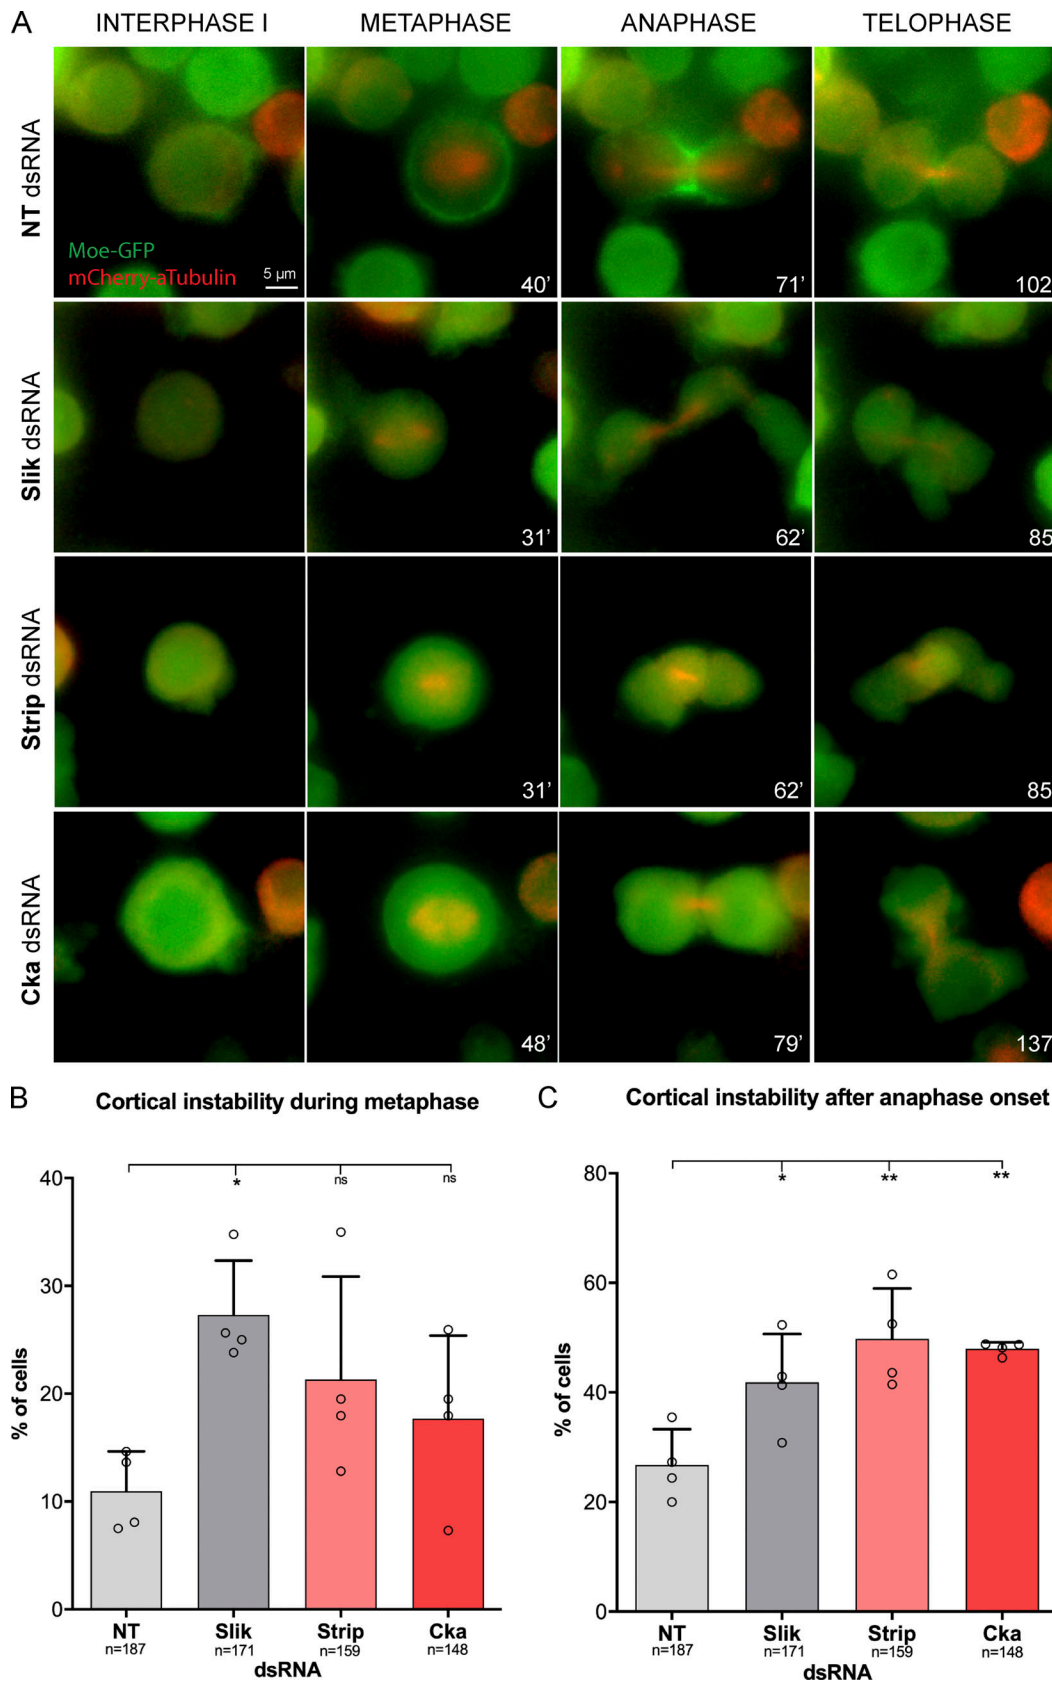 A
INTERPHASE I
METAPHASE
ANAPHASE
TELOPHASE
NT dsRNA
Moe-GFP
mCherry-aTubulin
5 µm
40’
71’
102
Slik dsRNA
31’
62’
85
Strip dsRNA
31’
62’
85
Cka dsRNA
48’
79’
137
B
Cortical instability during metaphase
* ns ns
40
30
20
10
0
% of cells
NT Slik Strip Cka
n=187 n=171 n=159 n=148
dsRNA
C
Cortical instability after anaphase onset
* ** **
80
60
40
20
0
% of cells
NT Slik Strip Cka
n=187 n=171 n=159 n=148
dsRNA